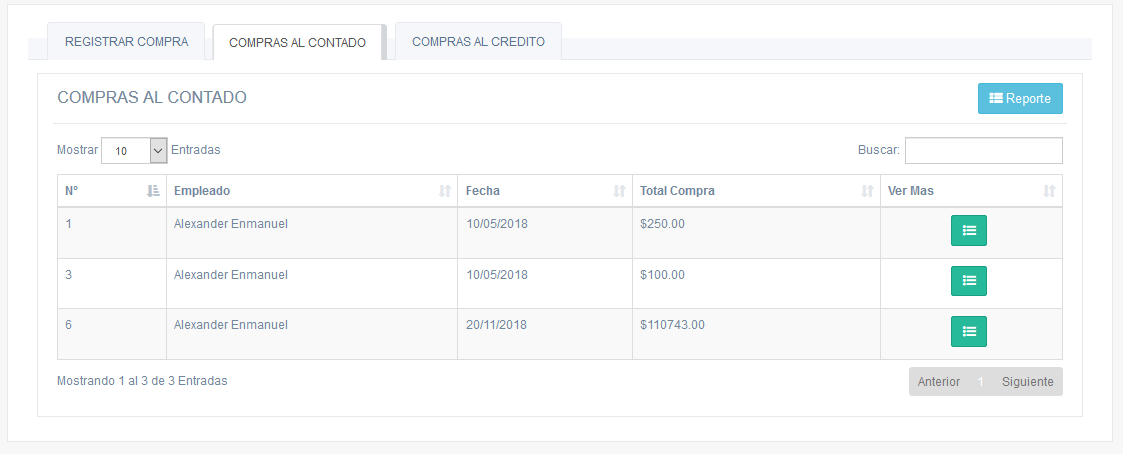 REGISTRAR COMPRA COMPRAS AL CONTADO COMPRAS AL CREDITO
COMPRAS AL CONTADO Reporte
Mostrar 10 Entradas Buscar:
Nº Empleado Fecha Total Compra Ver Mas
1 Alexander Enmanuel 10/05/2018 $250.00
3 Alexander Enmanuel 10/05/2018 $100.00
6 Alexander Enmanuel 20/11/2018 $110743.00
Mostrando 1 al 3 de 3 Entradas Anterior 1 Siguiente